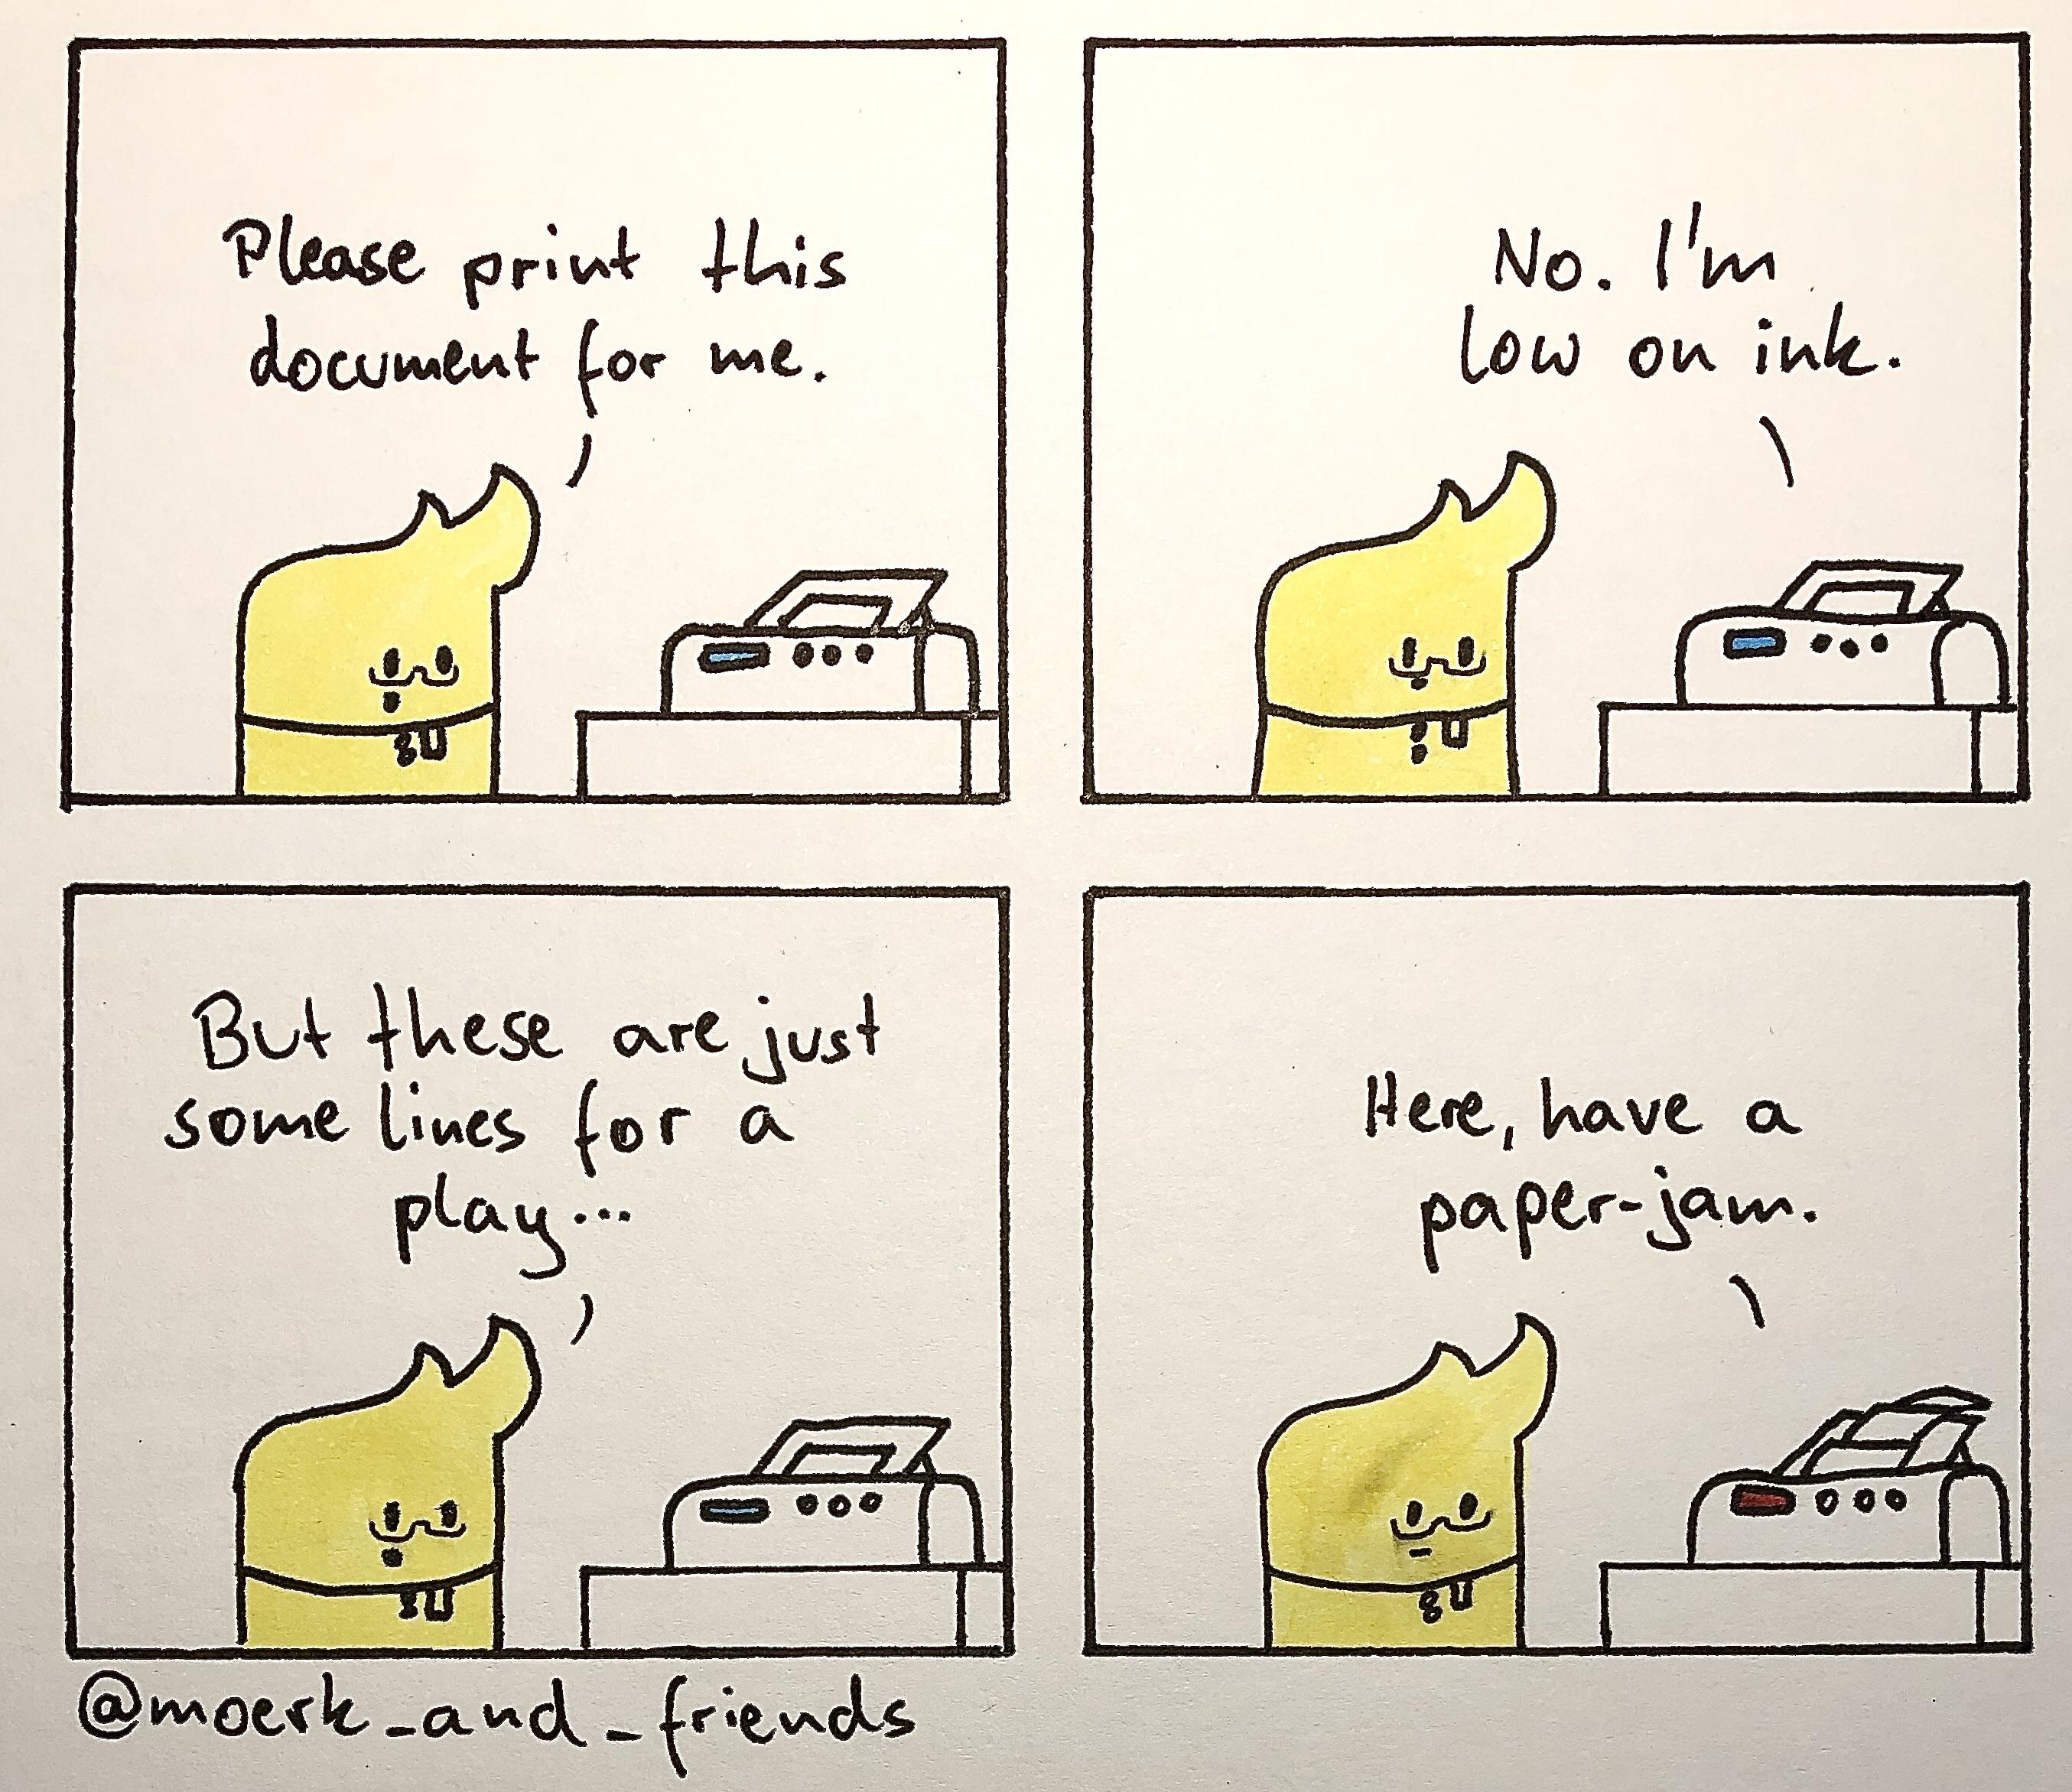 Please print this
document for me.
No. I'm
low on ink.
But these are just
some lines for a
play...
Here, have a
paper-jam.
@moerk_and_friends